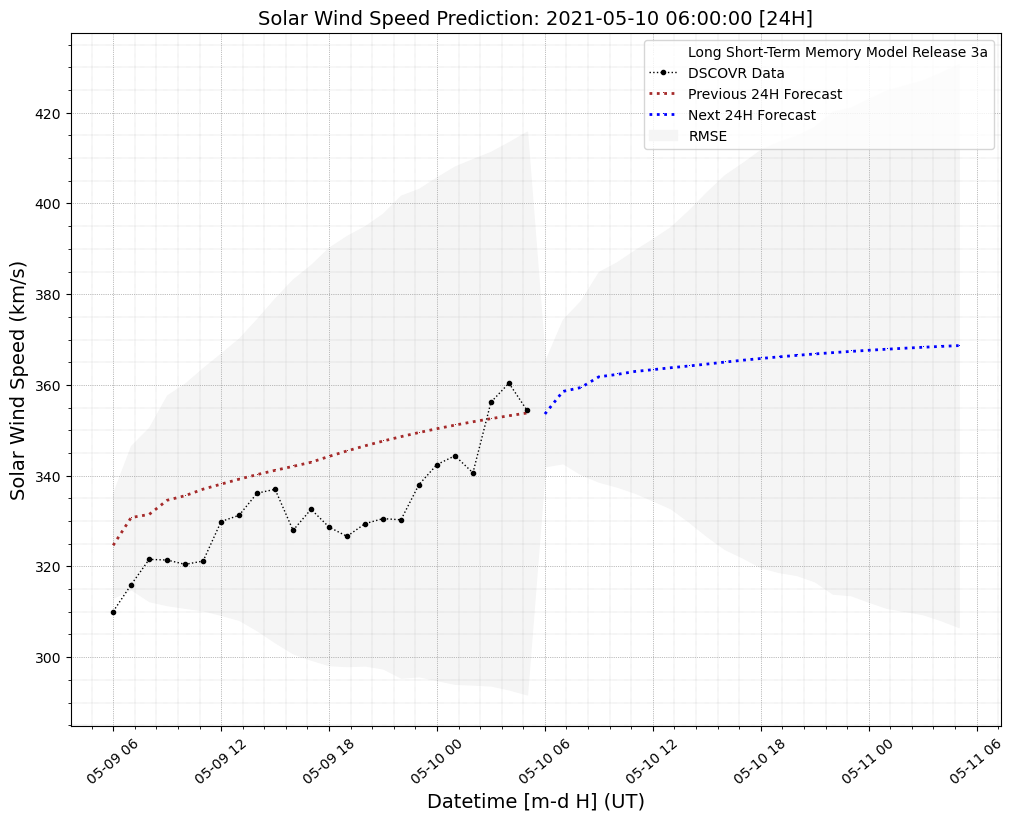 Solar Wind Speed Prediction: 2021-05-10 06:00:00 [24H]
Long Short-Term Memory Model Release 3a
DSCOVR Data
Previous 24H Forecast
Next 24H Forecast
RMSE
Solar Wind Speed (km/s)
420
400
380
360
340
320
300
05-09 06
05-09 12
05-09 18
05-10 00
05-10 06
05-10 12
05-10 18
05-11 00
05-11 06
Datetime [m-d H] (UT)